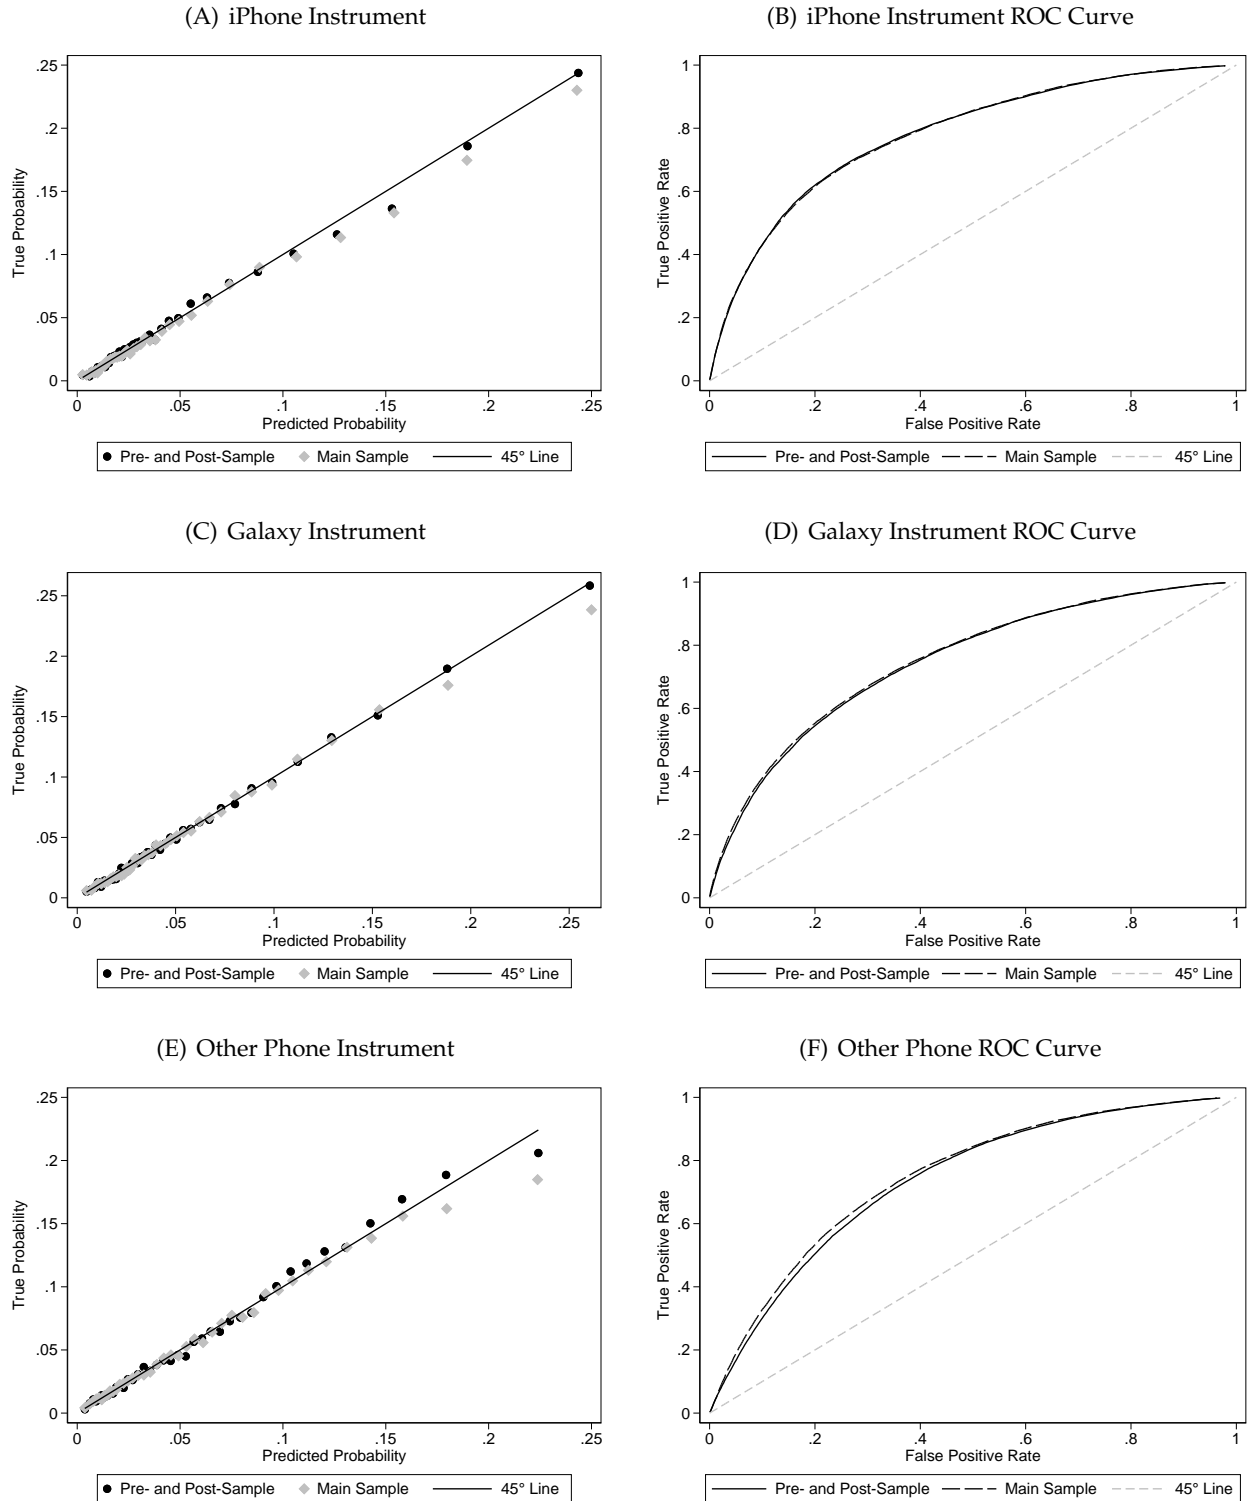 (A) iPhone Instrument
(B) iPhone Instrument ROC Curve
.25
.2
.15
.1
.05
0
True Probability
0 .05 .1 .15 .2 .25
Predicted Probability
Pre- and Post-Sample Main Sample 45° Line
1
.8
.6
.4
.2
0
True Positive Rate
0 .2 .4 .6 .8 1
False Positive Rate
Pre- and Post-Sample Main Sample 45° Line
(C) Galaxy Instrument
(D) Galaxy Instrument ROC Curve
.25
.2
.15
.1
.05
0
True Probability
0 .05 .1 .15 .2 .25
Predicted Probability
Pre- and Post-Sample Main Sample 45° Line
1
.8
.6
.4
.2
0
True Positive Rate
0 .2 .4 .6 .8 1
False Positive Rate
Pre- and Post-Sample Main Sample 45° Line
(E) Other Phone Instrument
(F) Other Phone ROC Curve
.25
.2
.15
.1
.05
0
True Probability
0 .05 .1 .15 .2 .25
Predicted Probability
Pre- and Post-Sample Main Sample 45° Line
1
.8
.6
.4
.2
0
True Positive Rate
0 .2 .4 .6 .8 1
False Positive Rate
Pre- and Post-Sample Main Sample 45° Line